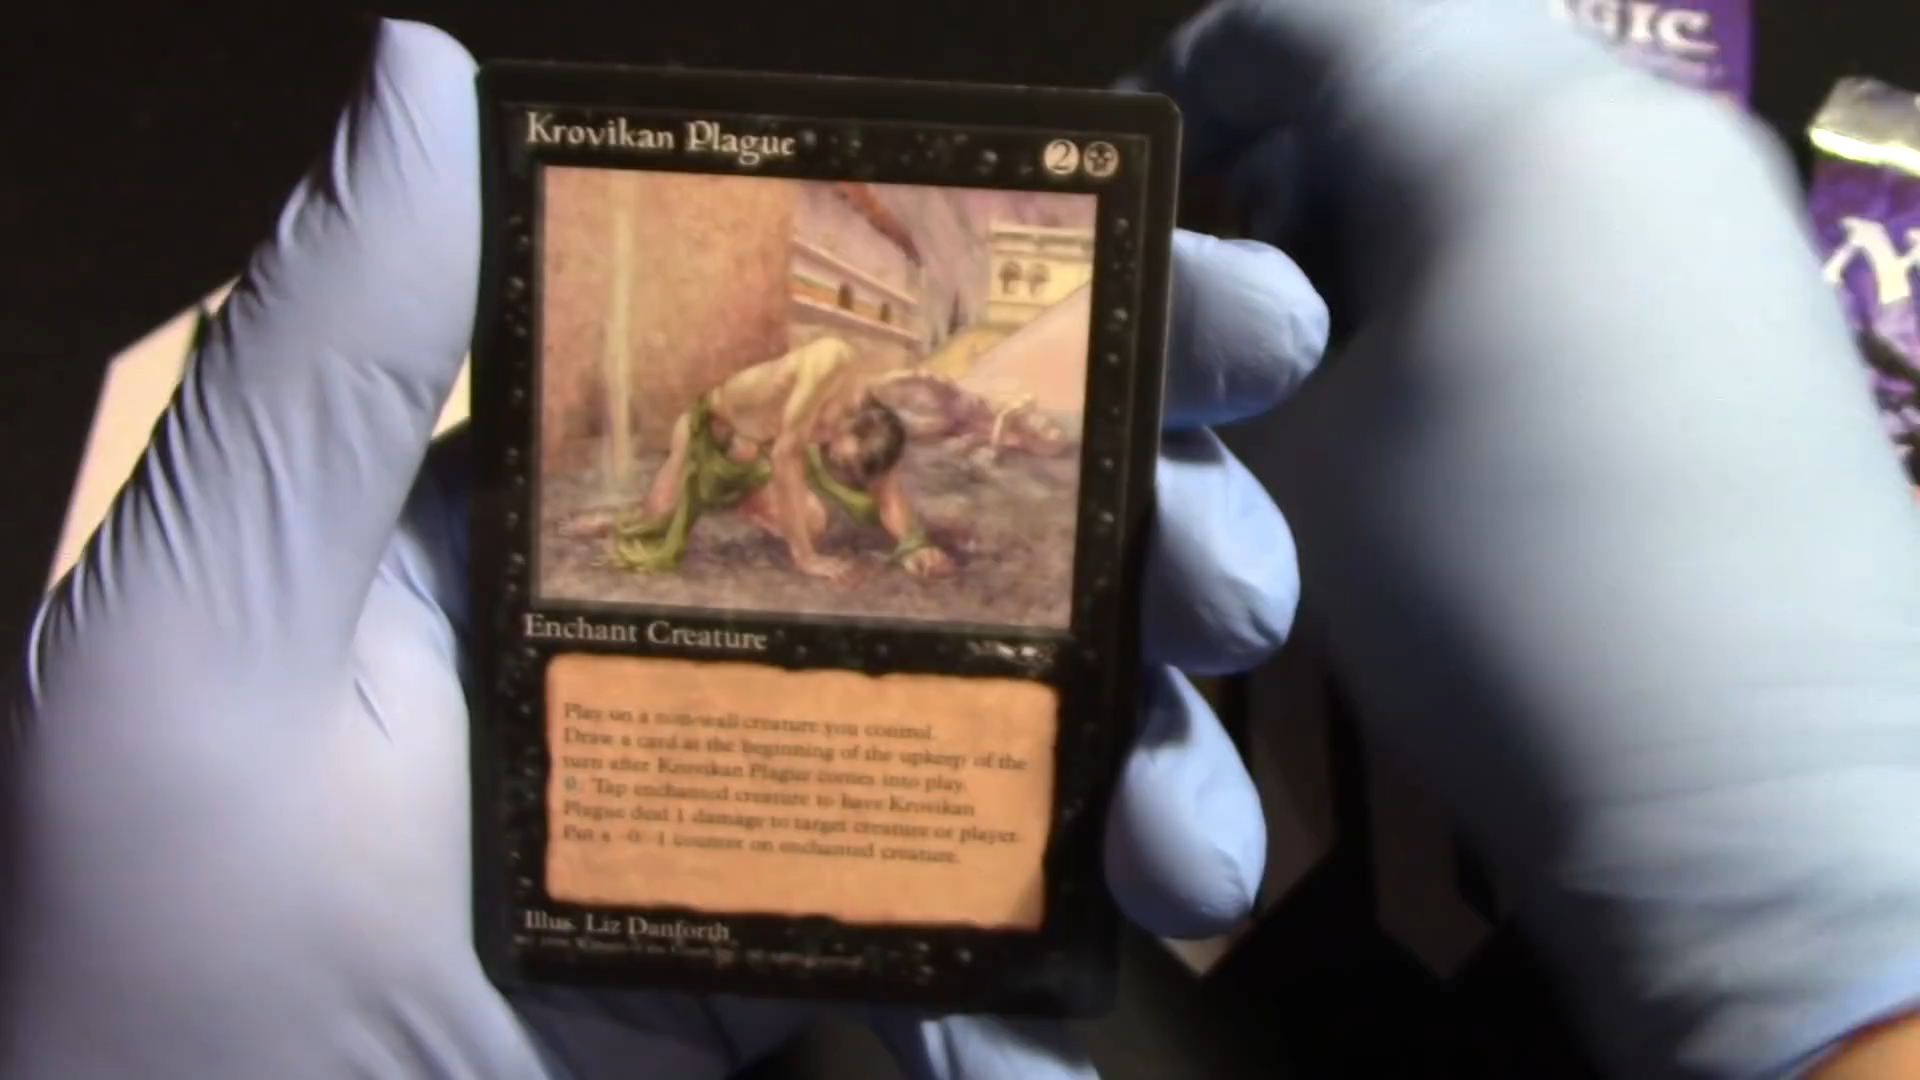 Krovikan Plague
2
Enchant Creature
Play on a non-wall creature you control.
Draw a card at the beginning of the upkeep of the
turn after Krovikan Plague comes into play.
0: Tap enchanted creature to have Krovikan
Plague deal 1 damage to target creature or player.
Put a -0/-1 counter on enchanted creature.
Illus. Liz Danforth